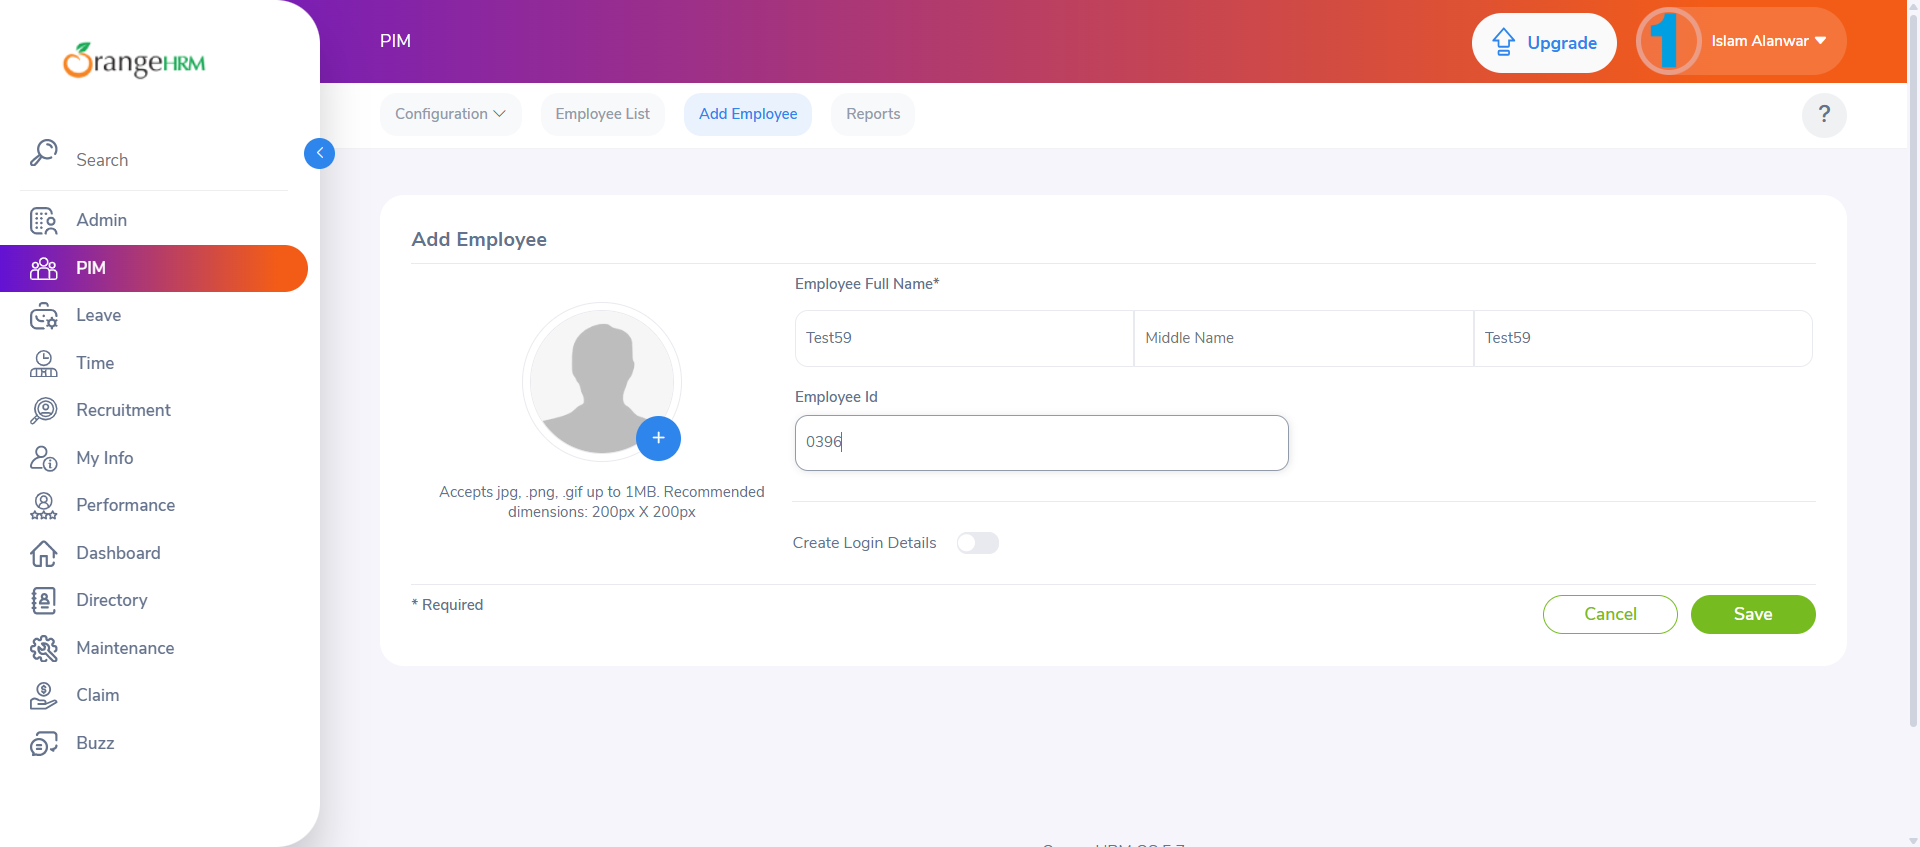 OrangeHRM
PIM
Upgrade
1
Islam Alanwar
Configuration
Employee List
Add Employee
Reports
?
Search
Admin
PIM
Leave
Time
Recruitment
My Info
Performance
Dashboard
Directory
Maintenance
Claim
Buzz
Add Employee
Accepts jpg, .png, .gif up to 1MB. Recommended
dimensions: 200px X 200px
Employee Full Name*
Test59 Middle Name Test59
Employee Id
0396
Create Login Details
* Required
Cancel
Save